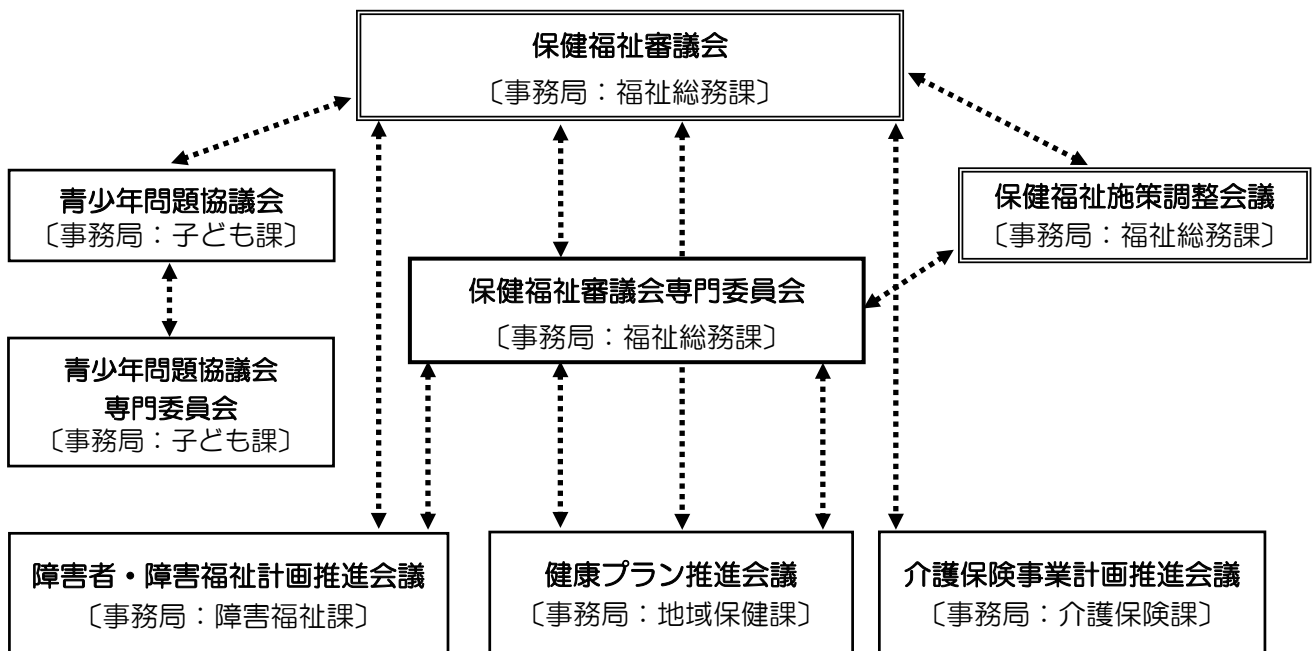 保健福祉審議会
〔事務局：福祉総務課〕
青少年問題協議会
〔事務局：子ども課〕
保健福祉施策調整会議
〔事務局：福祉総務課〕
保健福祉審議会専門委員会
〔事務局：福祉総務課〕
青少年問題協議会
専門委員会
〔事務局：子ども課〕
障害者・障害福祉計画推進会議
〔事務局：障害福祉課〕
健康プラン推進会議
〔事務局：地域保健課〕
介護保険事業計画推進会議
〔事務局：介護保険課〕